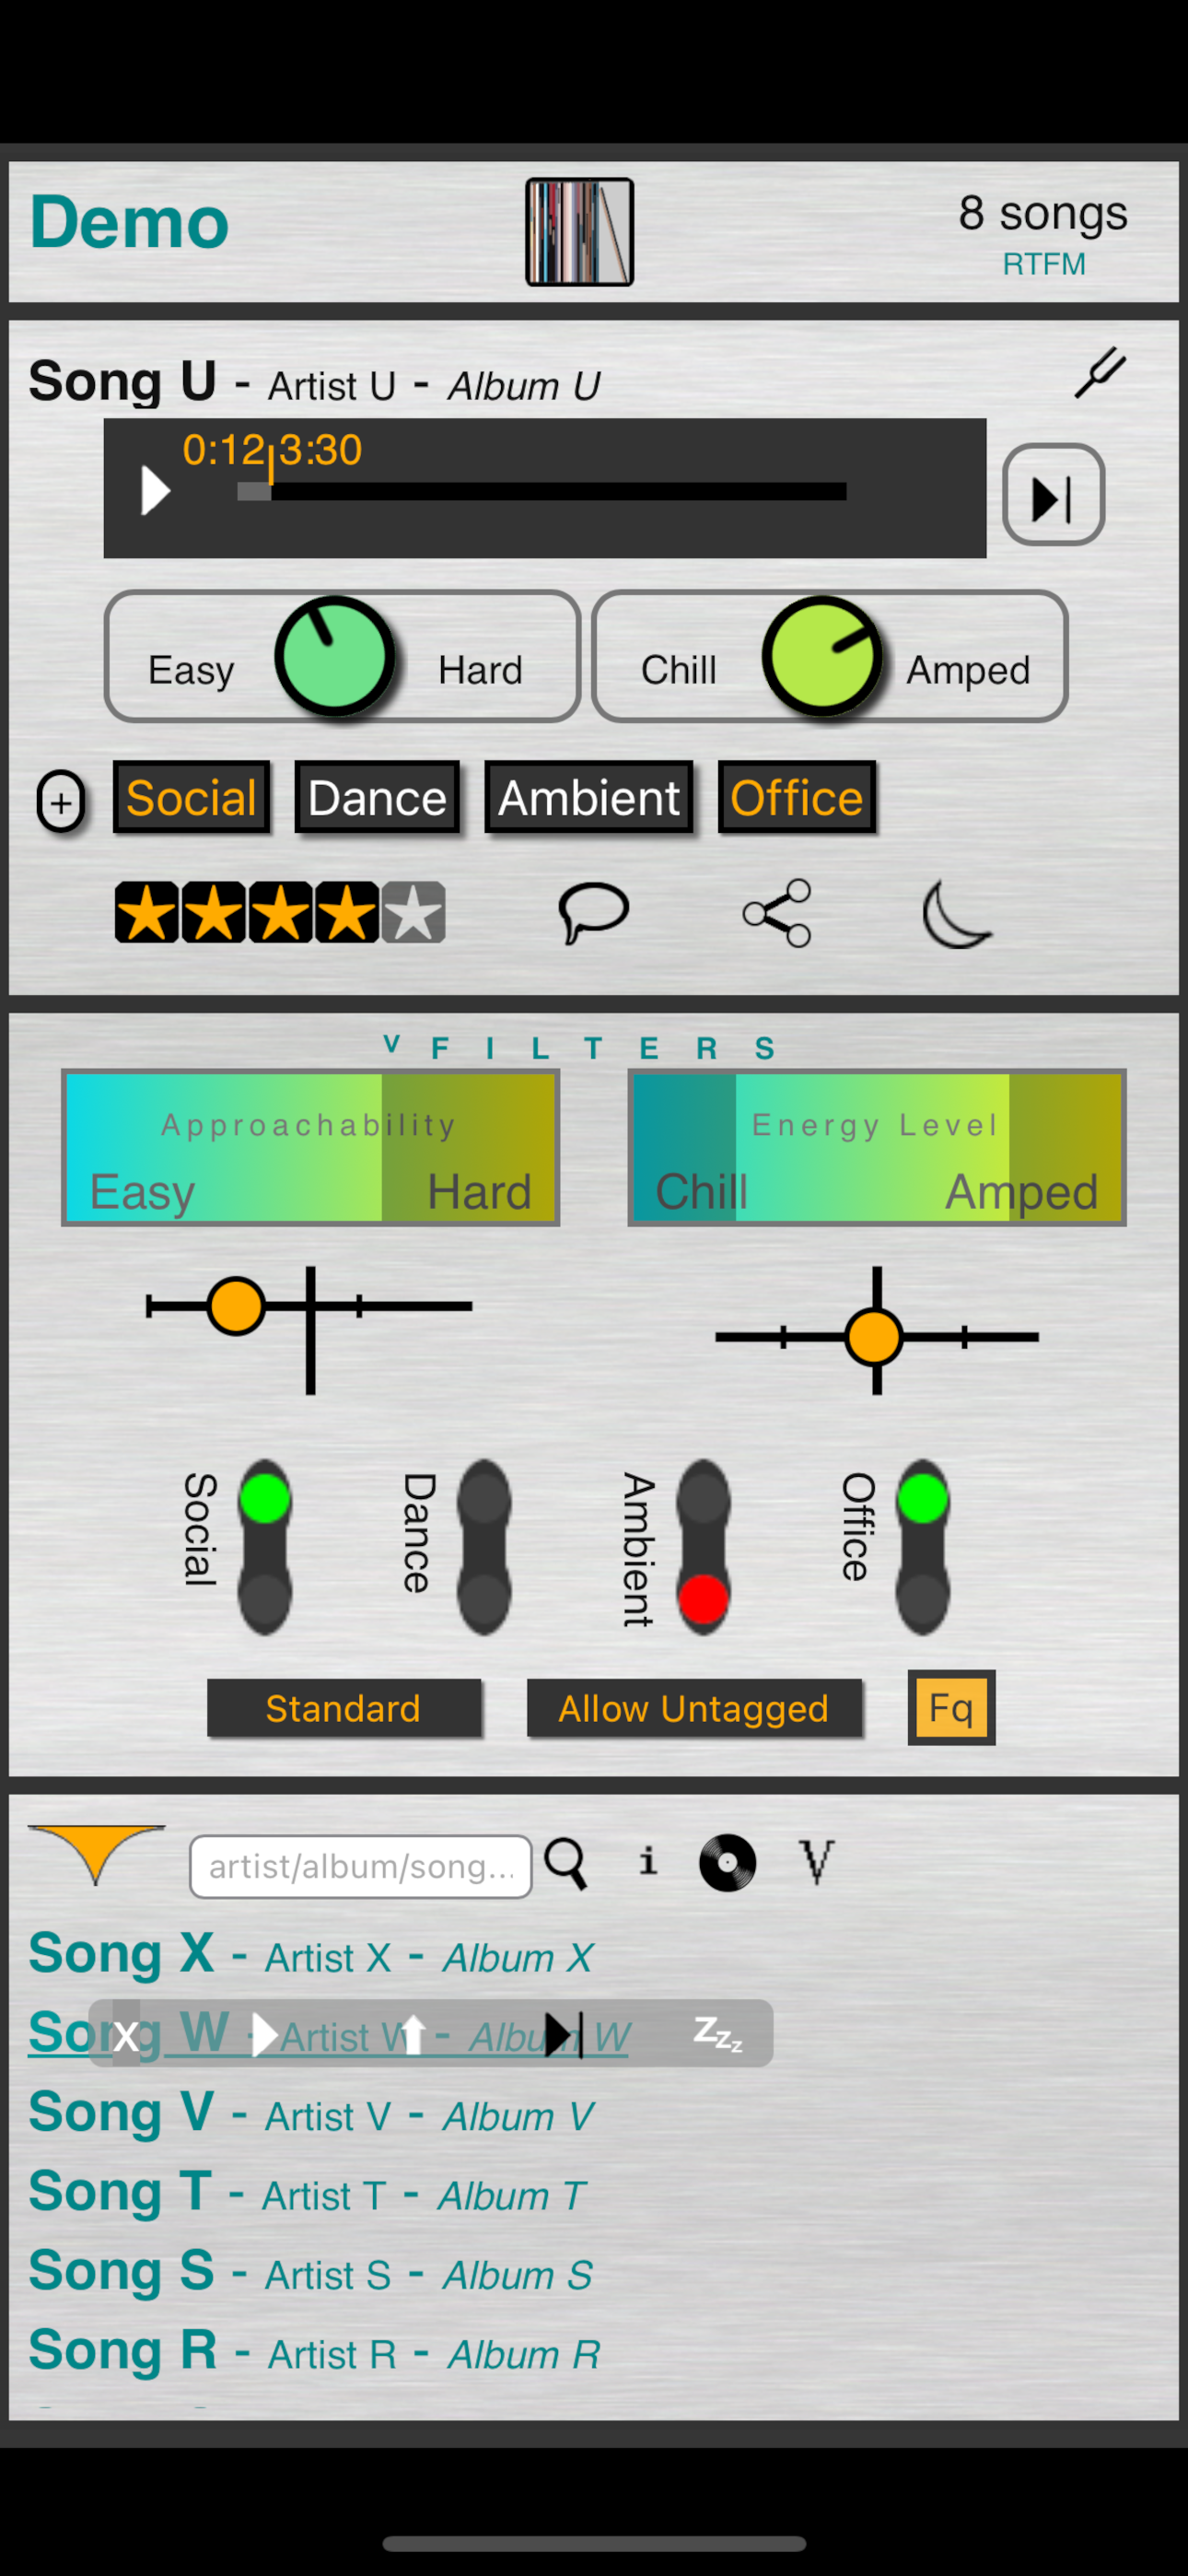 Demo
8 songs
RTFM
Song U - Artist U - Album U
0:12 3:30
Easy Hard
Chill Amped
+ Social Dance Ambient Office
V FILTERS
Approachability
Easy Hard
Energy Level
Chill Amped
Social
Dance
Ambient
Office
Standard Allow Untagged Fq
artist/album/song... i V
Song X - Artist X - Album X
Song W - Artist W - Album W
X Zzz
Song V - Artist V - Album V
Song T - Artist T - Album T
Song S - Artist S - Album S
Song R - Artist R - Album R